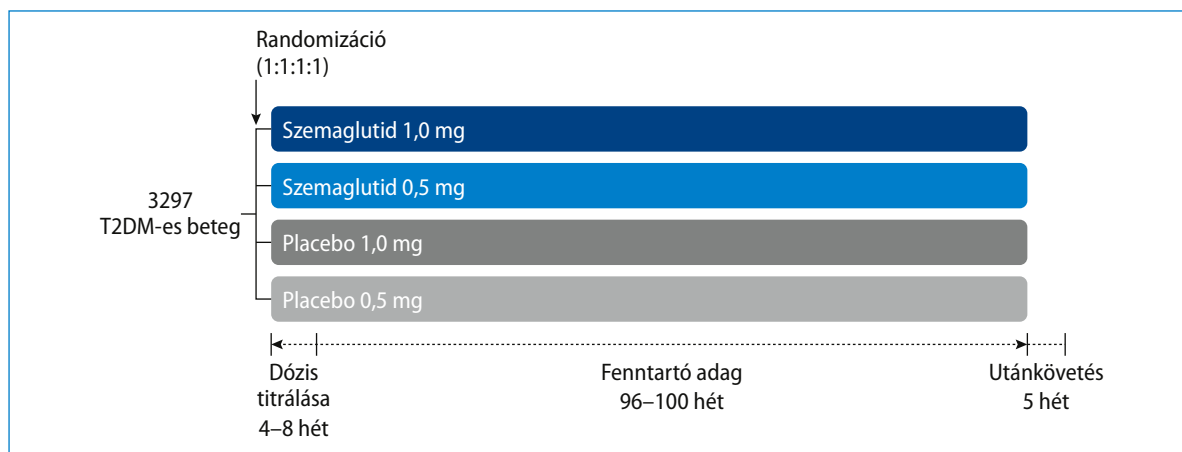 Randomizáció
(1:1:1:1)
Szemaglutid 1,0 mg
Szemaglutid 0,5 mg
3297
T2DM-es beteg
Placebo 1,0 mg
Placebo 0,5 mg
Dózis
titrálása
4–8 hét
Fenntartó adag
96–100 hét
Utánkövetés
5 hét